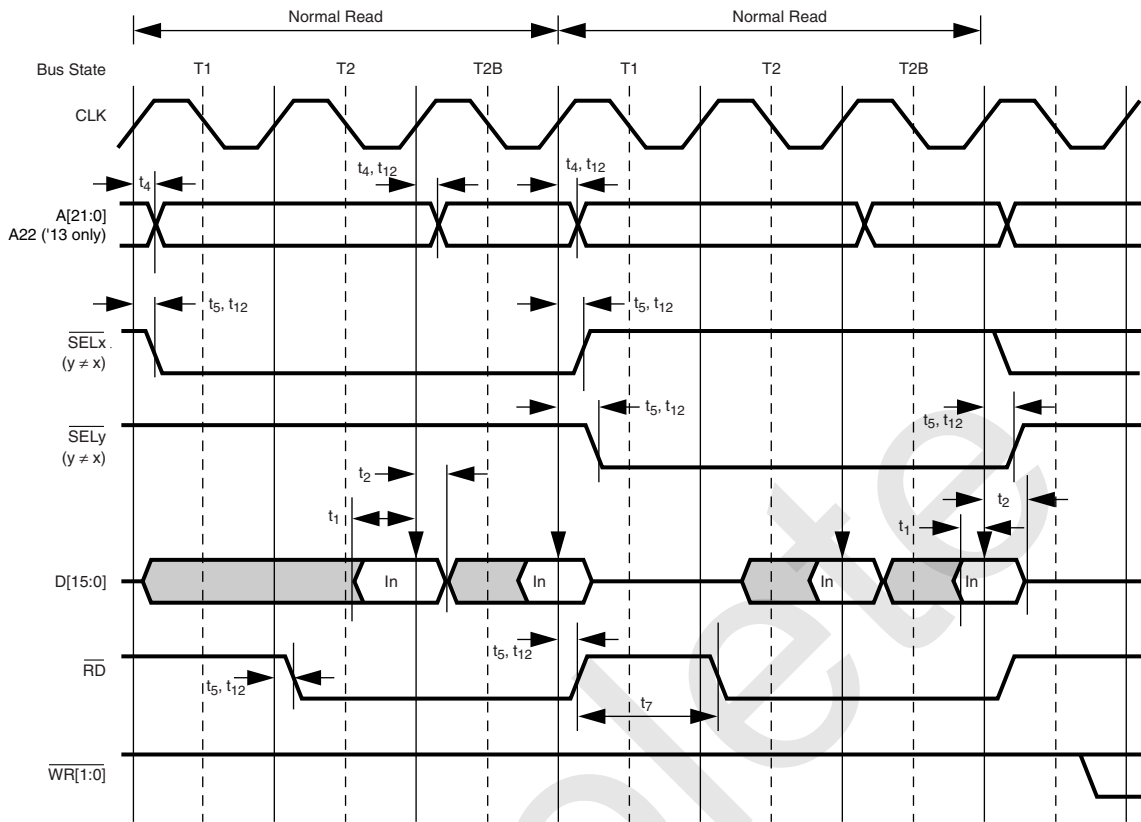 Normal Read Normal Read
Bus State T1 T2 T2B T1 T2 T2B
CLK
t4 t4, t12 t4, t12
A[21:0]
A22 ('13 only)
t5, t12 t5, t12
SELx
(y ≠ x)
t5, t12 t5, t12
SELy
(y ≠ x)
t2 t2
t1 t1
D[15:0] In In In In
t5, t12
RD
t5, t12
t7
WR[1:0]